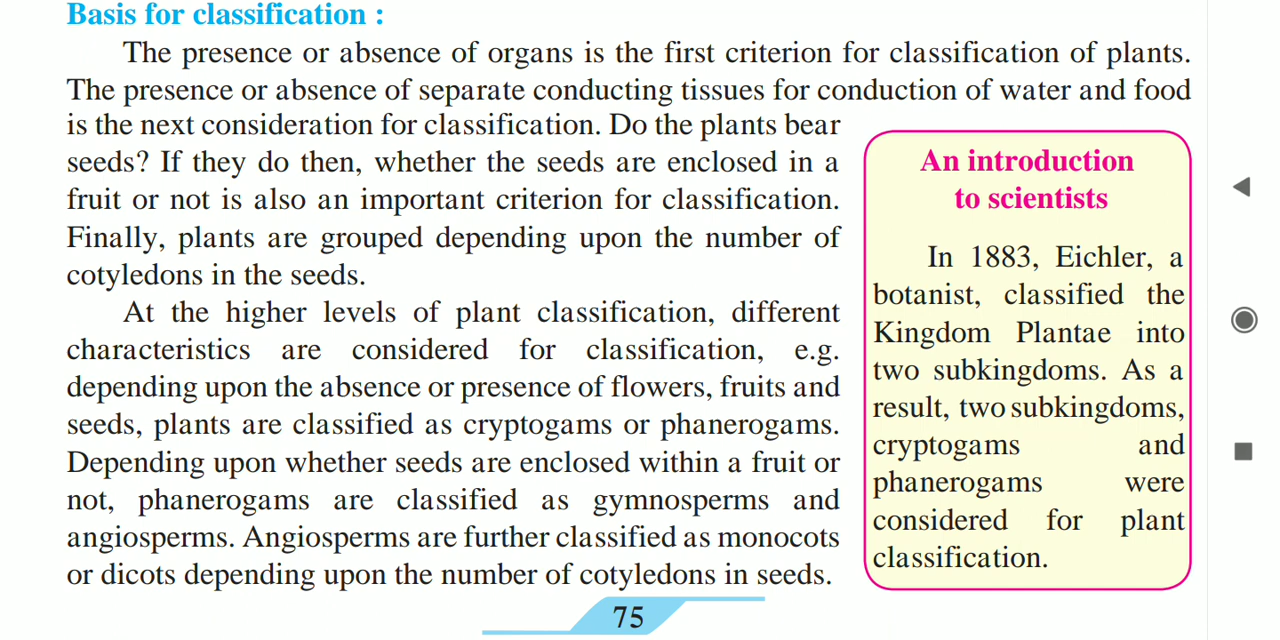 Basis for classification :
The presence or absence of organs is the first criterion for classification of plants.
The presence or absence of separate conducting tissues for conduction of water and food
is the next consideration for classification. Do the plants bear
seeds? If they do then, whether the seeds are enclosed in a
fruit or not is also an important criterion for classification.
Finally, plants are grouped depending upon the number of
cotyledons in the seeds.
At the higher levels of plant classification, different
characteristics are considered for classification, e.g.
depending upon the absence or presence of flowers, fruits and
seeds, plants are classified as cryptogams or phanerogams.
Depending upon whether seeds are enclosed within a fruit or
not, phanerogams are classified as gymnosperms and
angiosperms. Angiosperms are further classified as monocots
or dicots depending upon the number of cotyledons in seeds.
An introduction
to scientists
In 1883, Eichler, a
botanist, classified the
Kingdom Plantae into
two subkingdoms. As a
result, two subkingdoms,
cryptogams and
phanerogams were
considered for plant
classification.
75